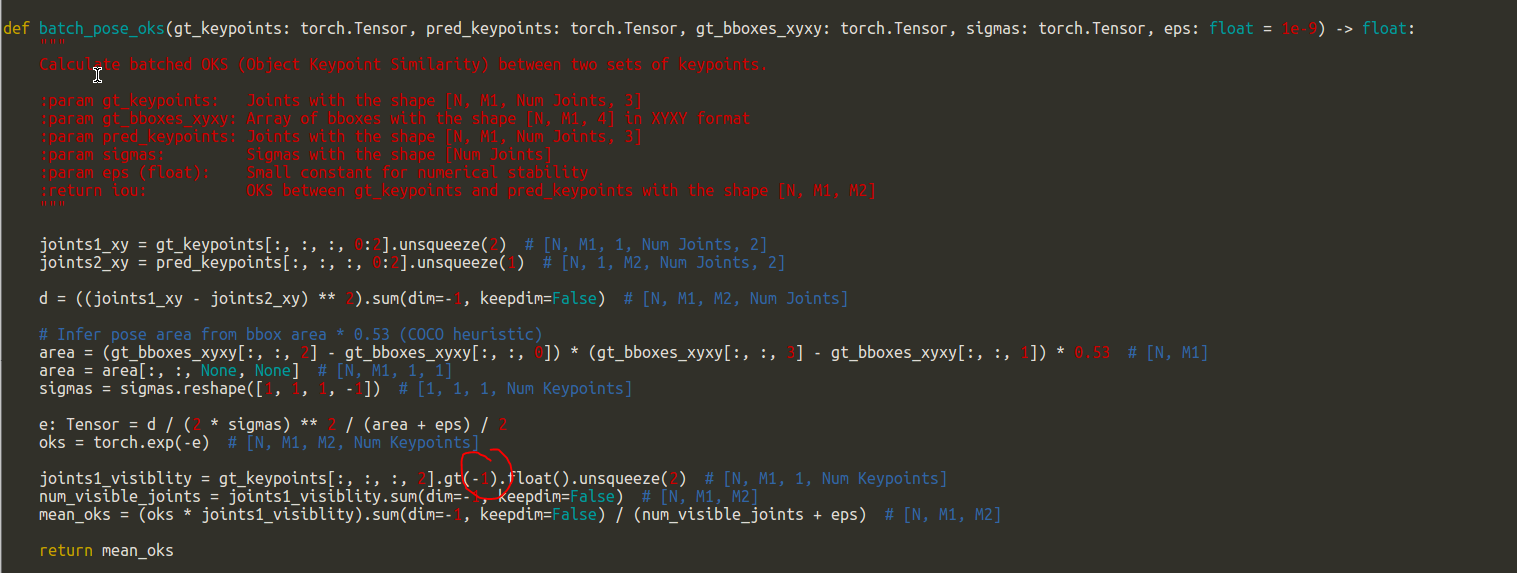 def batch_pose_oks(gt_keypoints: torch.Tensor, pred_keypoints: torch.Tensor, gt_bboxes_xyxy: torch.Tensor, sigmas: torch.Tensor, eps: float = 1e-9) -> float:
"""
Calculate batched OKS (Object Keypoint Similarity) between two sets of keypoints.
:param gt_keypoints: Joints with the shape [N, M1, Num Joints, 3]
:param gt_bboxes_xyxy: Array of bboxes with the shape [N, M1, 4] in XYXY format
:param pred_keypoints: Joints with the shape [N, M1, Num Joints, 3]
:param sigmas: Sigmas with the shape [Num Joints]
:param eps (float): Small constant for numerical stability
:return iou: OKS between gt_keypoints and pred_keypoints with the shape [N, M1, M2]
"""
joints1_xy = gt_keypoints[:, :, :, 0:2].unsqueeze(2) # [N, M1, 1, Num Joints, 2]
joints2_xy = pred_keypoints[:, :, :, 0:2].unsqueeze(1) # [N, 1, M2, Num Joints, 2]
d = ((joints1_xy - joints2_xy) ** 2).sum(dim=-1, keepdim=False) # [N, M1, M2, Num Joints]
# Infer pose area from bbox area * 0.53 (COCO heuristic)
area = (gt_bboxes_xyxy[:, :, 2] - gt_bboxes_xyxy[:, :, 0]) * (gt_bboxes_xyxy[:, :, 3] - gt_bboxes_xyxy[:, :, 1]) * 0.53 # [N, M1]
area = area[:, :, None, None] # [N, M1, 1, 1]
sigmas = sigmas.reshape([1, 1, 1, -1]) # [1, 1, 1, Num Keypoints]
e: Tensor = d / (2 * sigmas) ** 2 / (area + eps) / 2
oks = torch.exp(-e) # [N, M1, M2, Num Keypoints]
joints1_visiblity = gt_keypoints[:, :, :, 2].gt(-1).float().unsqueeze(2) # [N, M1, 1, Num Keypoints]
num_visible_joints = joints1_visiblity.sum(dim=-1, keepdim=False) # [N, M1, M2]
mean_oks = (oks * joints1_visiblity).sum(dim=-1, keepdim=False) / (num_visible_joints + eps) # [N, M1, M2]
return mean_oks